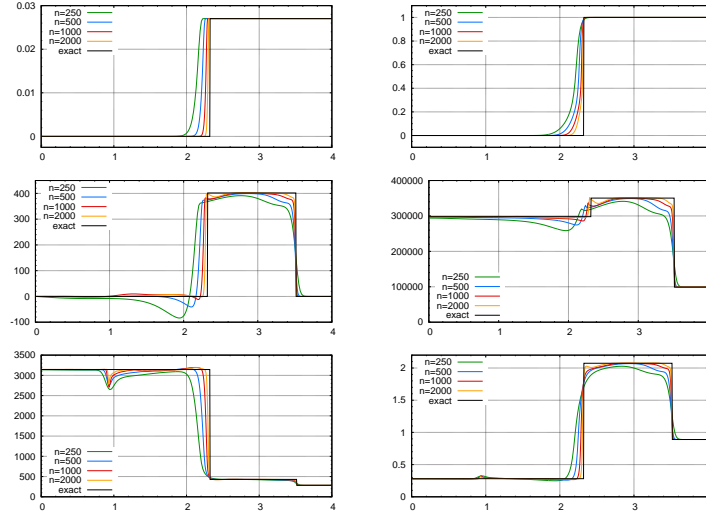 0.03
0.02
0.01
0
0 1 2 3 4
n=250
n=500
n=1000
n=2000
exact
1
0.8
0.6
0.4
0.2
0
0 1 2 3
n=250
n=500
n=1000
n=2000
exact
400
300
200
100
0
-100
0 1 2 3 4
n=250
n=500
n=1000
n=2000
exact
400000
300000
200000
100000
0
0 1 2 3
n=250
n=500
n=1000
n=2000
exact
3500
3000
2500
2000
1500
1000
500
0
0 1 2 3 4
n=250
n=500
n=1000
n=2000
exact
2
1.5
1
0.5
0
0 1 2 3
n=250
n=500
n=1000
n=2000
exact